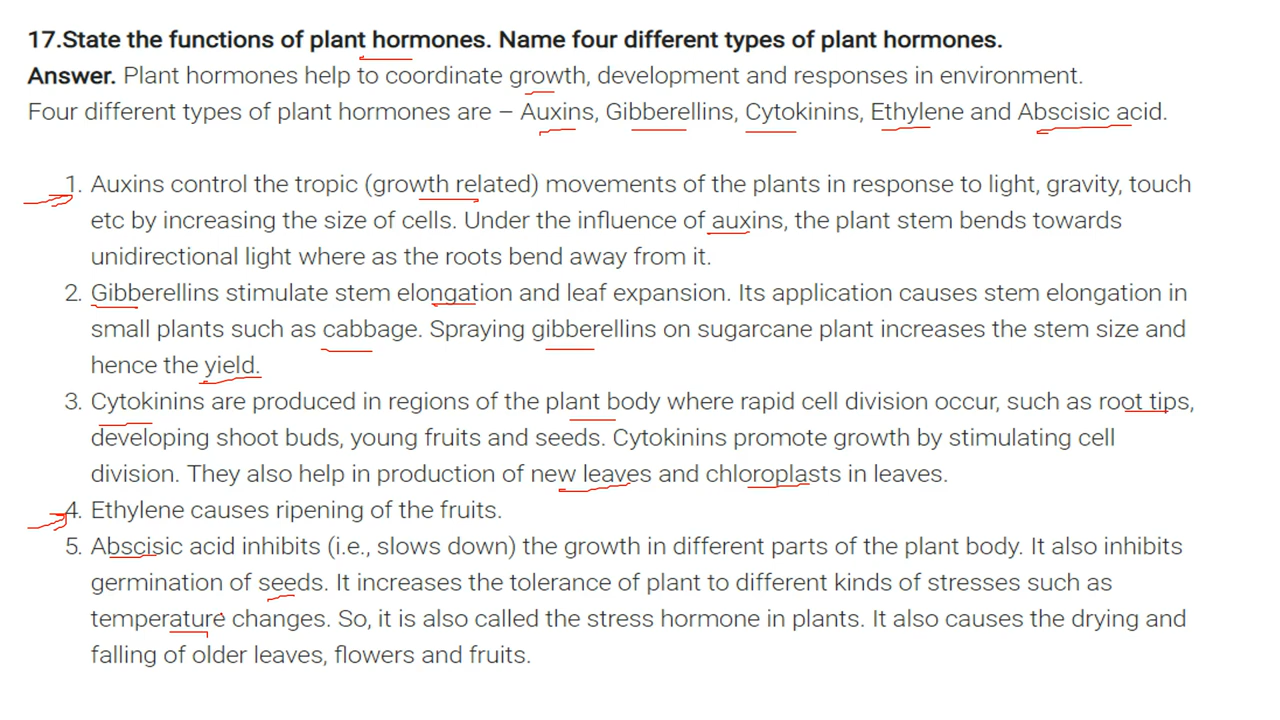 17.State the functions of plant hormones. Name four different types of plant hormones.
Answer. Plant hormones help to coordinate growth, development and responses in environment.
Four different types of plant hormones are – Auxins, Gibberellins, Cytokinins, Ethylene and Abscisic acid.
1. Auxins control the tropic (growth related) movements of the plants in response to light, gravity, touch
etc by increasing the size of cells. Under the influence of auxins, the plant stem bends towards
unidirectional light where as the roots bend away from it.
2. Gibberellins stimulate stem elongation and leaf expansion. Its application causes stem elongation in
small plants such as cabbage. Spraying gibberellins on sugarcane plant increases the stem size and
hence the yield.
3. Cytokinins are produced in regions of the plant body where rapid cell division occur, such as root tips,
developing shoot buds, young fruits and seeds. Cytokinins promote growth by stimulating cell
division. They also help in production of new leaves and chloroplasts in leaves.
4. Ethylene causes ripening of the fruits.
5. Abscisic acid inhibits (i.e., slows down) the growth in different parts of the plant body. It also inhibits
germination of seeds. It increases the tolerance of plant to different kinds of stresses such as
temperature changes. So, it is also called the stress hormone in plants. It also causes the drying and
falling of older leaves, flowers and fruits.